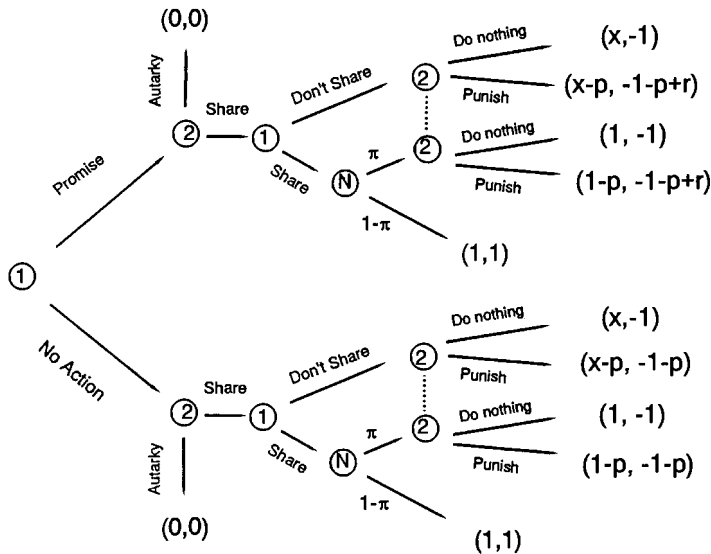 (0,0)
Autarky
Promise
2
Share
1
Don't Share
2
Do nothing
(x,-1)
Punish
(x-p, -1-p+r)
Share
N
π
2
Do nothing
(1, -1)
Punish
(1-p, -1-p+r)
1-π
(1,1)
1
No Action
2
Share
1
Don't Share
2
Do nothing
(x,-1)
Punish
(x-p, -1-p)
Autarky
Share
N
π
2
Do nothing
(1, -1)
Punish
(1-p, -1-p)
1-π
(0,0)
(1,1)